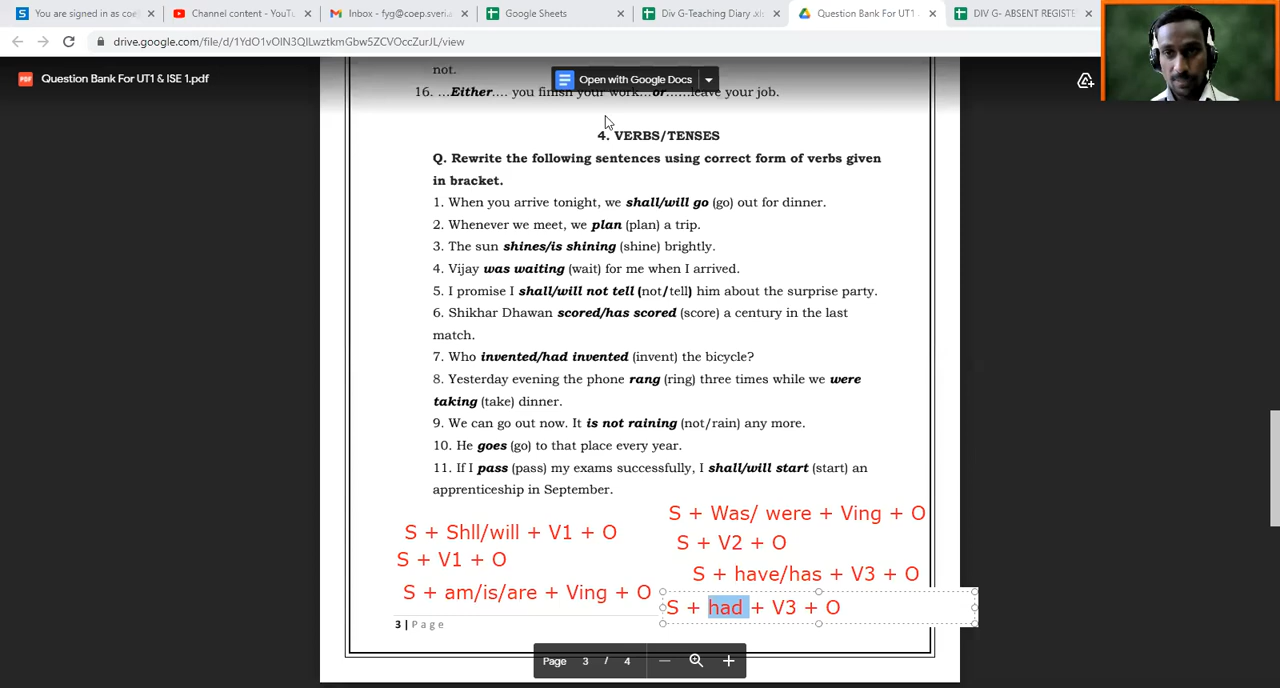 You are signed in as coe
Channel content - YouTu
Inbox - fyg@coep.sveri.a
Google Sheets
Div G-Teaching Diary .xls
Question Bank For UT1
DIV G- ABSENT REGISTE
drive.google.com/file/d/1YdO1vOIN3QILwztkmGbw5ZCVOccZurJL/view
PDF Question Bank For UT1 & ISE 1.pdf
not.
Open with Google Docs
16. ...Either.... you finish your work...or......leave your job.
4. VERBS/TENSES
Q. Rewrite the following sentences using correct form of verbs given
in bracket.
1. When you arrive tonight, we shall/will go (go) out for dinner.
2. Whenever we meet, we plan (plan) a trip.
3. The sun shines/is shining (shine) brightly.
4. Vijay was waiting (wait) for me when I arrived.
5. I promise I shall/will not tell (not/tell) him about the surprise party.
6. Shikhar Dhawan scored/has scored (score) a century in the last
match.
7. Who invented/had invented (invent) the bicycle?
8. Yesterday evening the phone rang (ring) three times while we were
taking (take) dinner.
9. We can go out now. It is not raining (not/rain) any more.
10. He goes (go) to that place every year.
11. If I pass (pass) my exams successfully, I shall/will start (start) an
apprenticeship in September.
S + Shll/will + V1 + O
S + V1 + O
S + am/is/are + Ving + O
S + Was/ were + Ving + O
S + V2 + O
S + have/has + V3 + O
S + had + V3 + O
3 | Page
Page 3 / 4